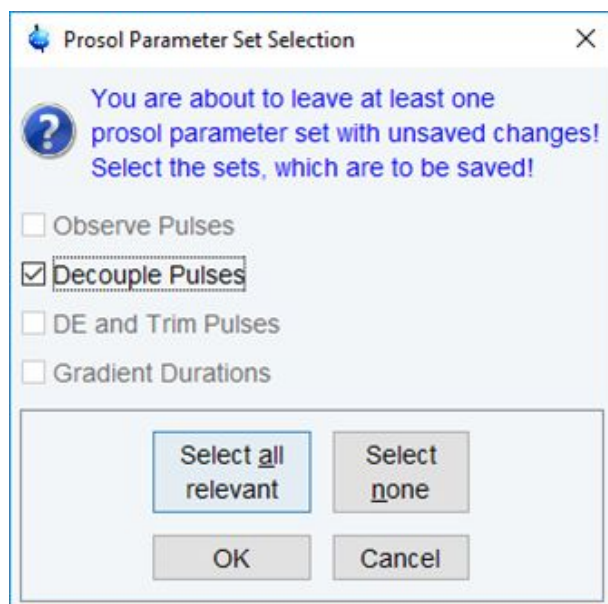 Prosol Parameter Set Selection
You are about to leave at least one
prosol parameter set with unsaved changes!
Select the sets, which are to be saved!
Observe Pulses
Decouple Pulses
DE and Trim Pulses
Gradient Durations
Select all
relevant
Select
none
OK
Cancel